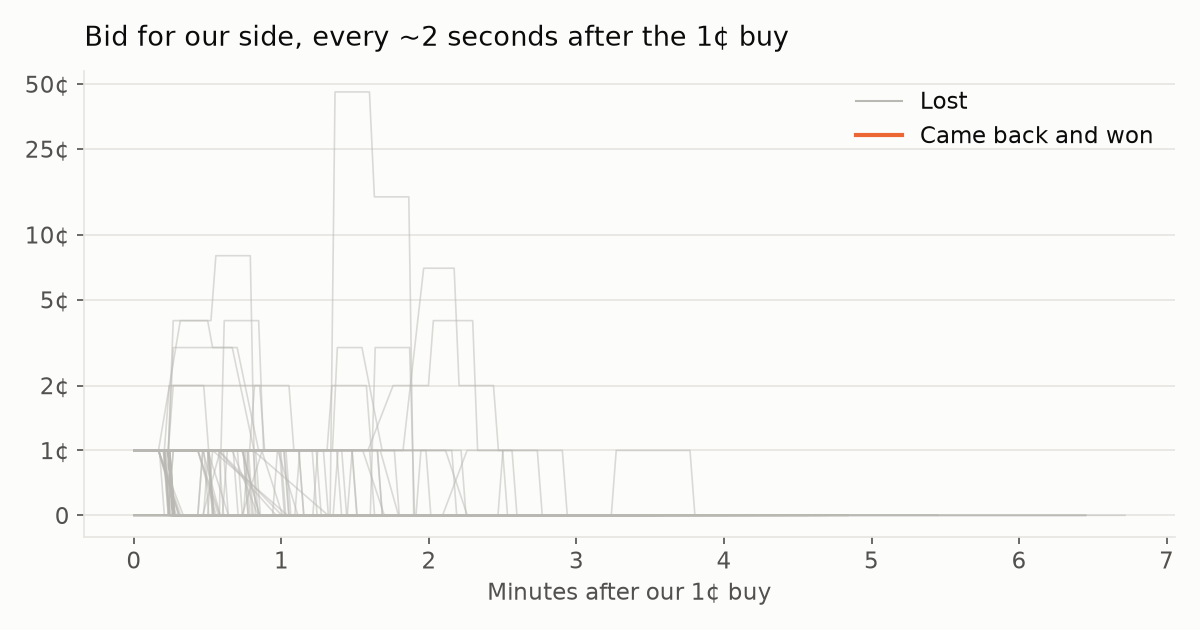 Bid for our side, every ~2 seconds after the 1¢ buy
50¢
25¢
10¢
5¢
2¢
1¢
0
Lost
Came back and won
0 1 2 3 4 5 6 7
Minutes after our 1¢ buy